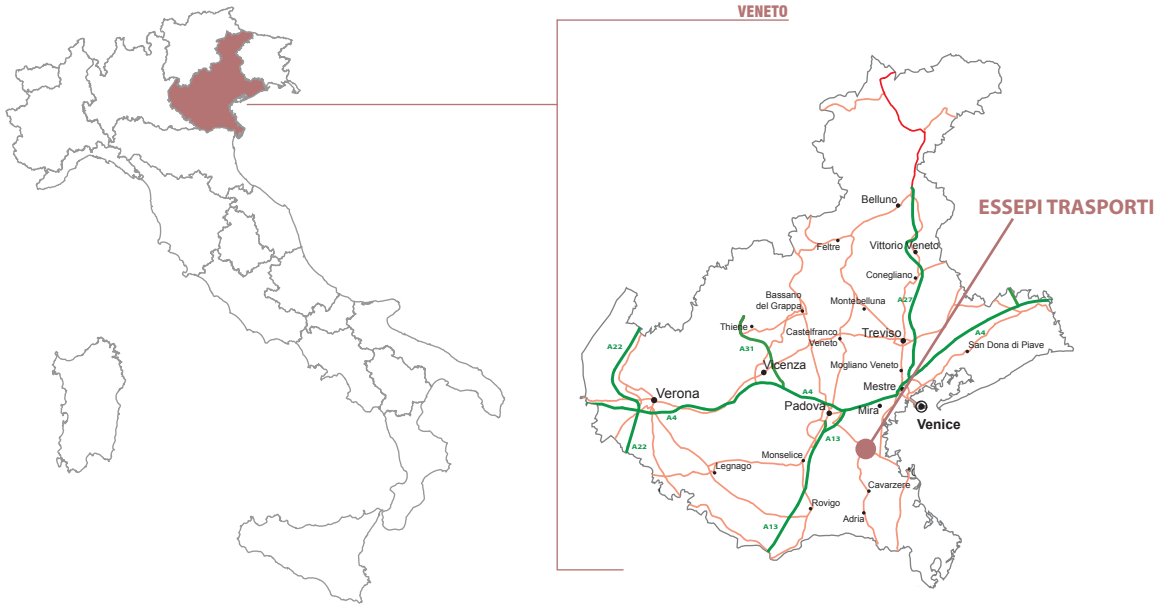 VENETO
ESSEPI TRASPORTI
Belluno
Feltre
Vittorio Veneto
Conegliano
Bassano
del Grappa
Montebelluna
A27
Thiene
Castelfranco
Veneto
Treviso
A4
San Dona di Piave
A22
A31
Vicenza
Mogliano Veneto
Mestre
Verona
A4
A4
Padova
Mira
Venice
A22
A13
Monselice
Legnago
Cavarzere
Rovigo
Adria
A13